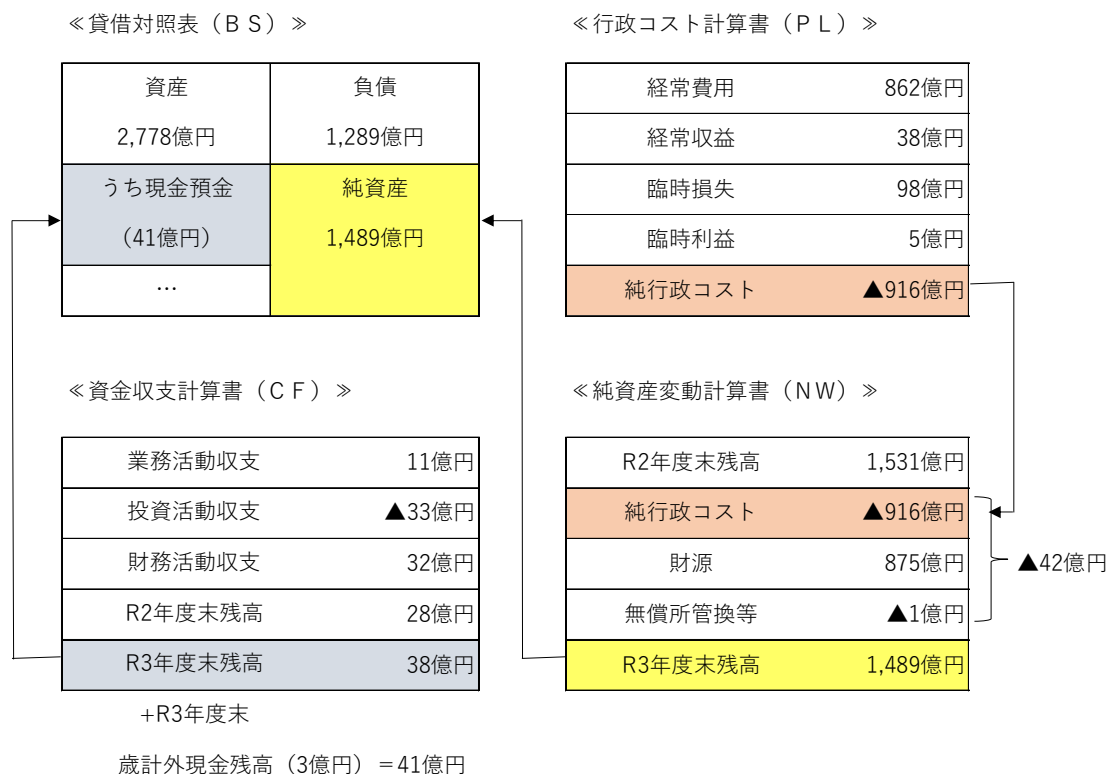 ≪貸借対照表（ＢＳ）≫
資産 負債
2,778億円 1,289億円
うち現金預金 純資産
（41億円） 1,489億円
…
≪行政コスト計算書（ＰＬ）≫
経常費用 862億円
経常収益 38億円
臨時損失 98億円
臨時利益 5億円
純行政コスト ▲916億円
≪資金収支計算書（ＣＦ）≫
業務活動収支 11億円
投資活動収支 ▲33億円
財務活動収支 32億円
R2年度末残高 28億円
R3年度末残高 38億円
+R3年度末
歳計外現金残高（3億円）＝41億円
≪純資産変動計算書（ＮＷ）≫
R2年度末残高 1,531億円
純行政コスト ▲916億円
財源 875億円
無償所管換等 ▲1億円
R3年度末残高 1,489億円
▲42億円